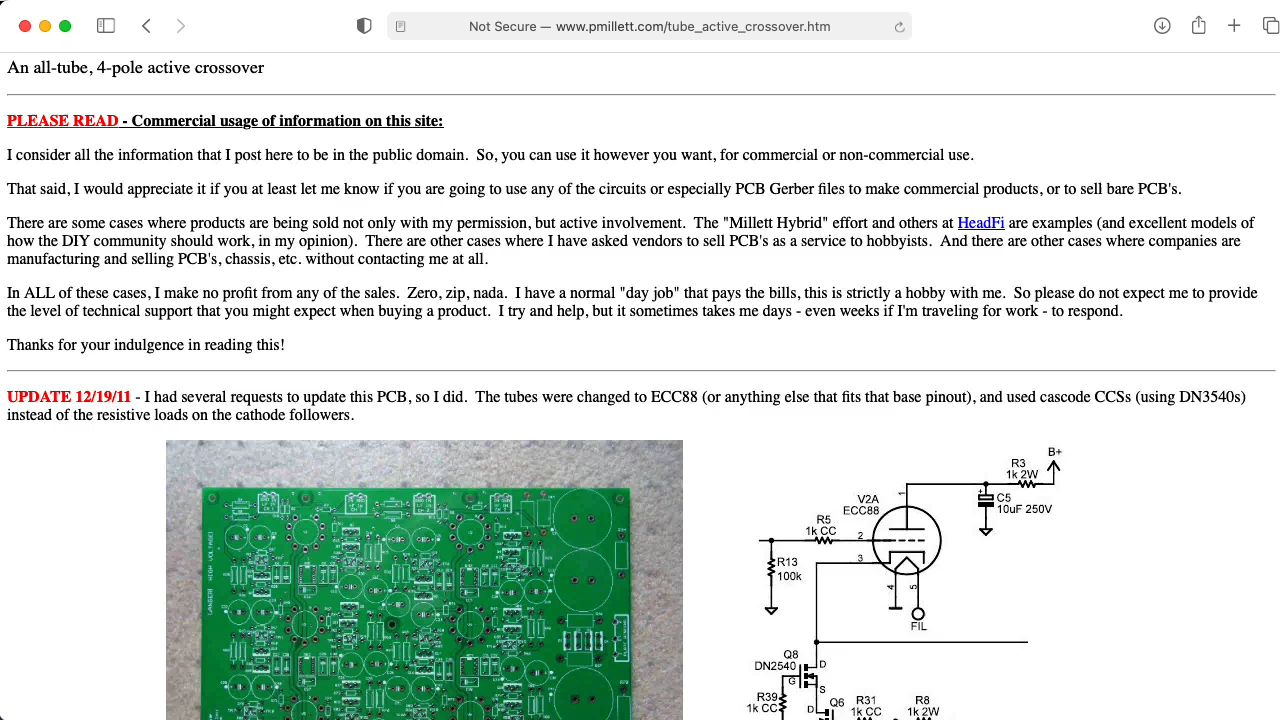 Not Secure — www.pmillett.com/tube_active_crossover.htm
An all-tube, 4-pole active crossover
PLEASE READ - Commercial usage of information on this site:
I consider all the information that I post here to be in the public domain.  So, you can use it however you want, for commercial or non-commercial use.
That said, I would appreciate it if you at least let me know if you are going to use any of the circuits or especially PCB Gerber files to make commercial products, or to sell bare PCB's.
There are some cases where products are being sold not only with my permission, but active involvement.  The "Millett Hybrid" effort and others at HeadFi are examples (and excellent models of
how the DIY community should work, in my opinion).  There are other cases where I have asked vendors to sell PCB's as a service to hobbyists.  And there are other cases where companies are
manufacturing and selling PCB's, chassis, etc. without contacting me at all.
In ALL of these cases, I make no profit from any of the sales.  Zero, zip, nada.  I have a normal "day job" that pays the bills, this is strictly a hobby with me.  So please do not expect me to provide
the level of technical support that you might expect when buying a product.  I try and help, but it sometimes takes me days - even weeks if I'm traveling for work - to respond.
Thanks for your indulgence in reading this!
UPDATE 12/19/11 - I had several requests to update this PCB, so I did.  The tubes were changed to ECC88 (or anything else that fits that base pinout), and used cascode CCSs (using DN3540s)
instead of the resistive loads on the cathode followers.
DANGER! HIGH VOLTAGE!
B+
R3
1k 2W
C5
10uF 250V
V2A
ECC88
1
R5
1k CC
2
3
R13
100k
4
5
FIL
Q8
DN2540
D
G
S
R39
1k CC
D
Q6
R31
1k CC
R8
1k 2W